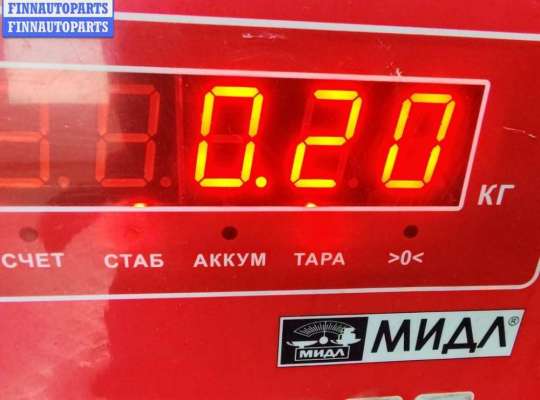 FINNAUTOPARTS
FINNAUTOPARTS
0.20
КГ
СЧЕТ СТАБ АККУМ ТАРА >0<
МИДЛ МИДЛ®